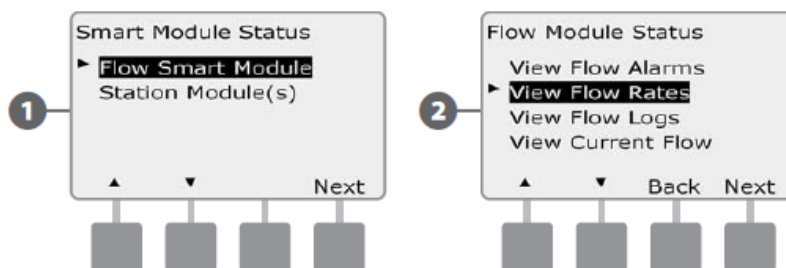 Smart Module Status
► Flow Smart Module
Station Module(s)
1
▲ ▼ Next
Flow Module Status
View Flow Alarms
► View Flow Rates
View Flow Logs
View Current Flow
2
▲ ▼ Back Next